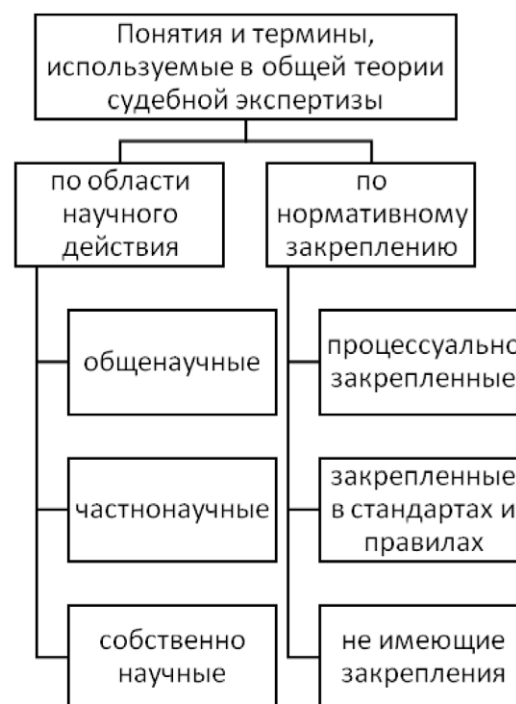 Понятия и термины,
используемые в общей теории
судебной экспертизы
по области
научного
действия
по
нормативному
закреплению
общенаучные
процессуально
закрепленные
частнонаучные
закрепленные
в стандартах и
правилах
собственно
научные
не имеющие
закрепления